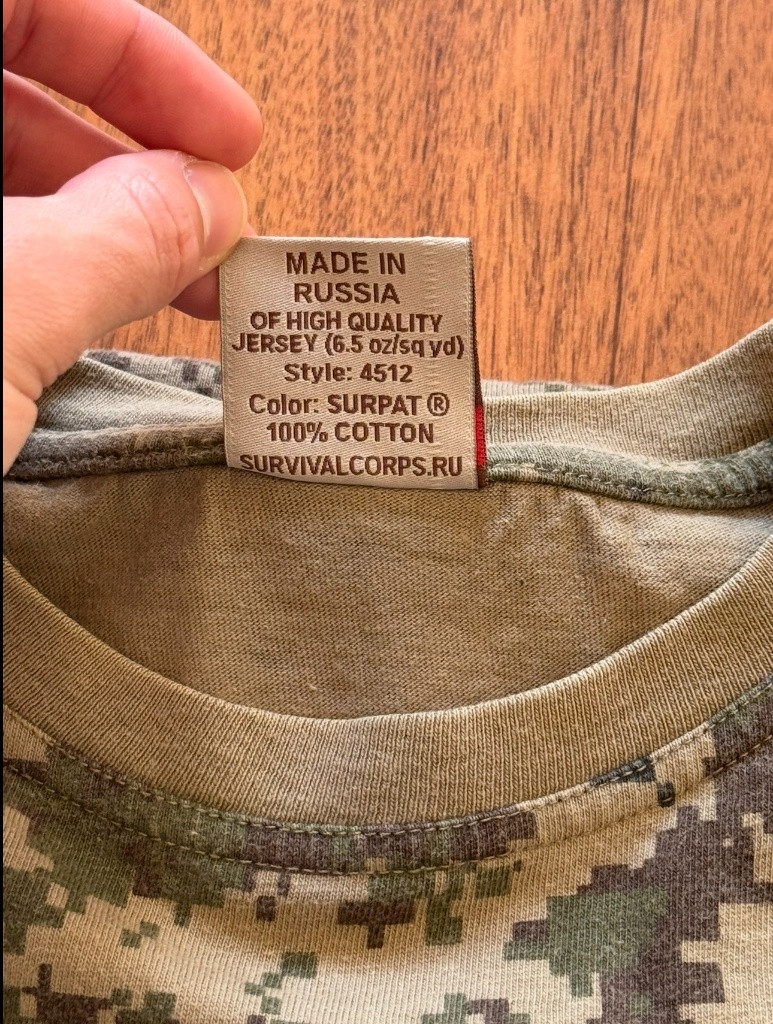 MADE IN
RUSSIA
OF HIGH QUALITY
JERSEY (6.5 oz/sq yd)
Style: 4512
Color: SURPAT ®
100% COTTON
SURVIVALCORPS.RU